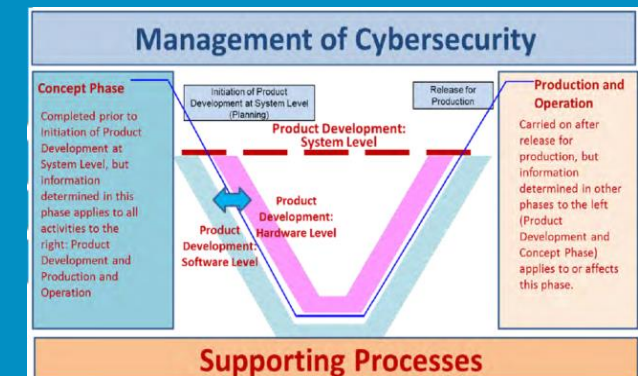 Management of Cybersecurity
Concept Phase
Completed prior to
Initiation of Product
Development at
System Level, but
information
determined in this
phase applies to all
activities to the
right: Product
Development and
Production and
Operation
Initiation of Product
Development at System Level
(Planning)
Release for
Production
Product Development:
System Level
Product
Development:
Hardware Level
Product
Development:
Software Level
Production and
Operation
Carried on after
release for
production, but
information
determined in other
phases to the left
(Product
Development and
Concept Phase)
applies to or affects
this phase.
Supporting Processes